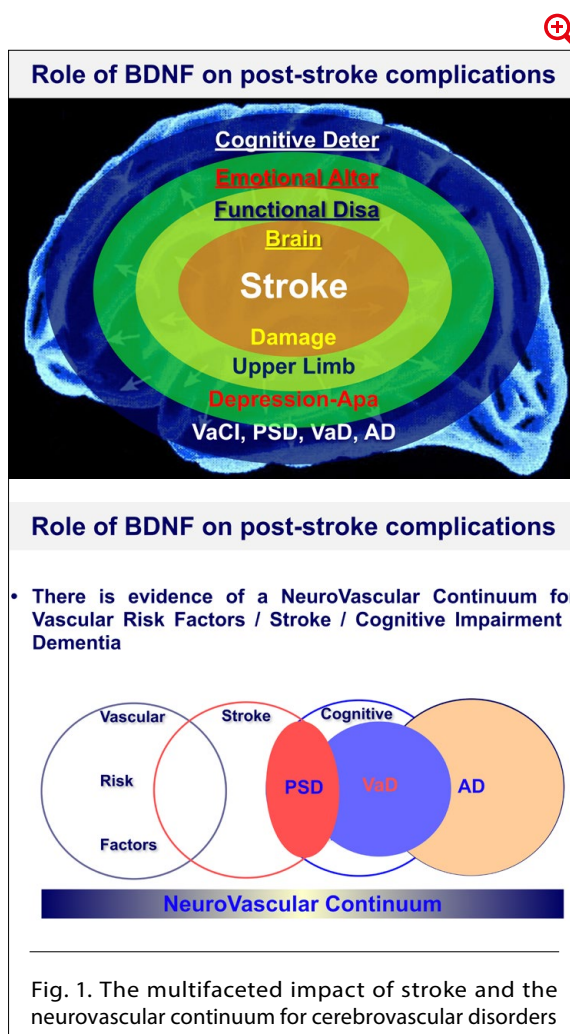 Role of BDNF on post-stroke complications
Cognitive Deter
Emotional Alter
Functional Disa
Brain
Stroke
Damage
Upper Limb
Depression-Apa
VaCI, PSD, VaD, AD
Role of BDNF on post-stroke complications
• There is evidence of a NeuroVascular Continuum for
Vascular Risk Factors / Stroke / Cognitive Impairment
Dementia
Vascular Stroke Cognitive
Risk PSD VaD AD
Factors
NeuroVascular Continuum
Fig. 1. The multifaceted impact of stroke and the
neurovascular continuum for cerebrovascular disorders